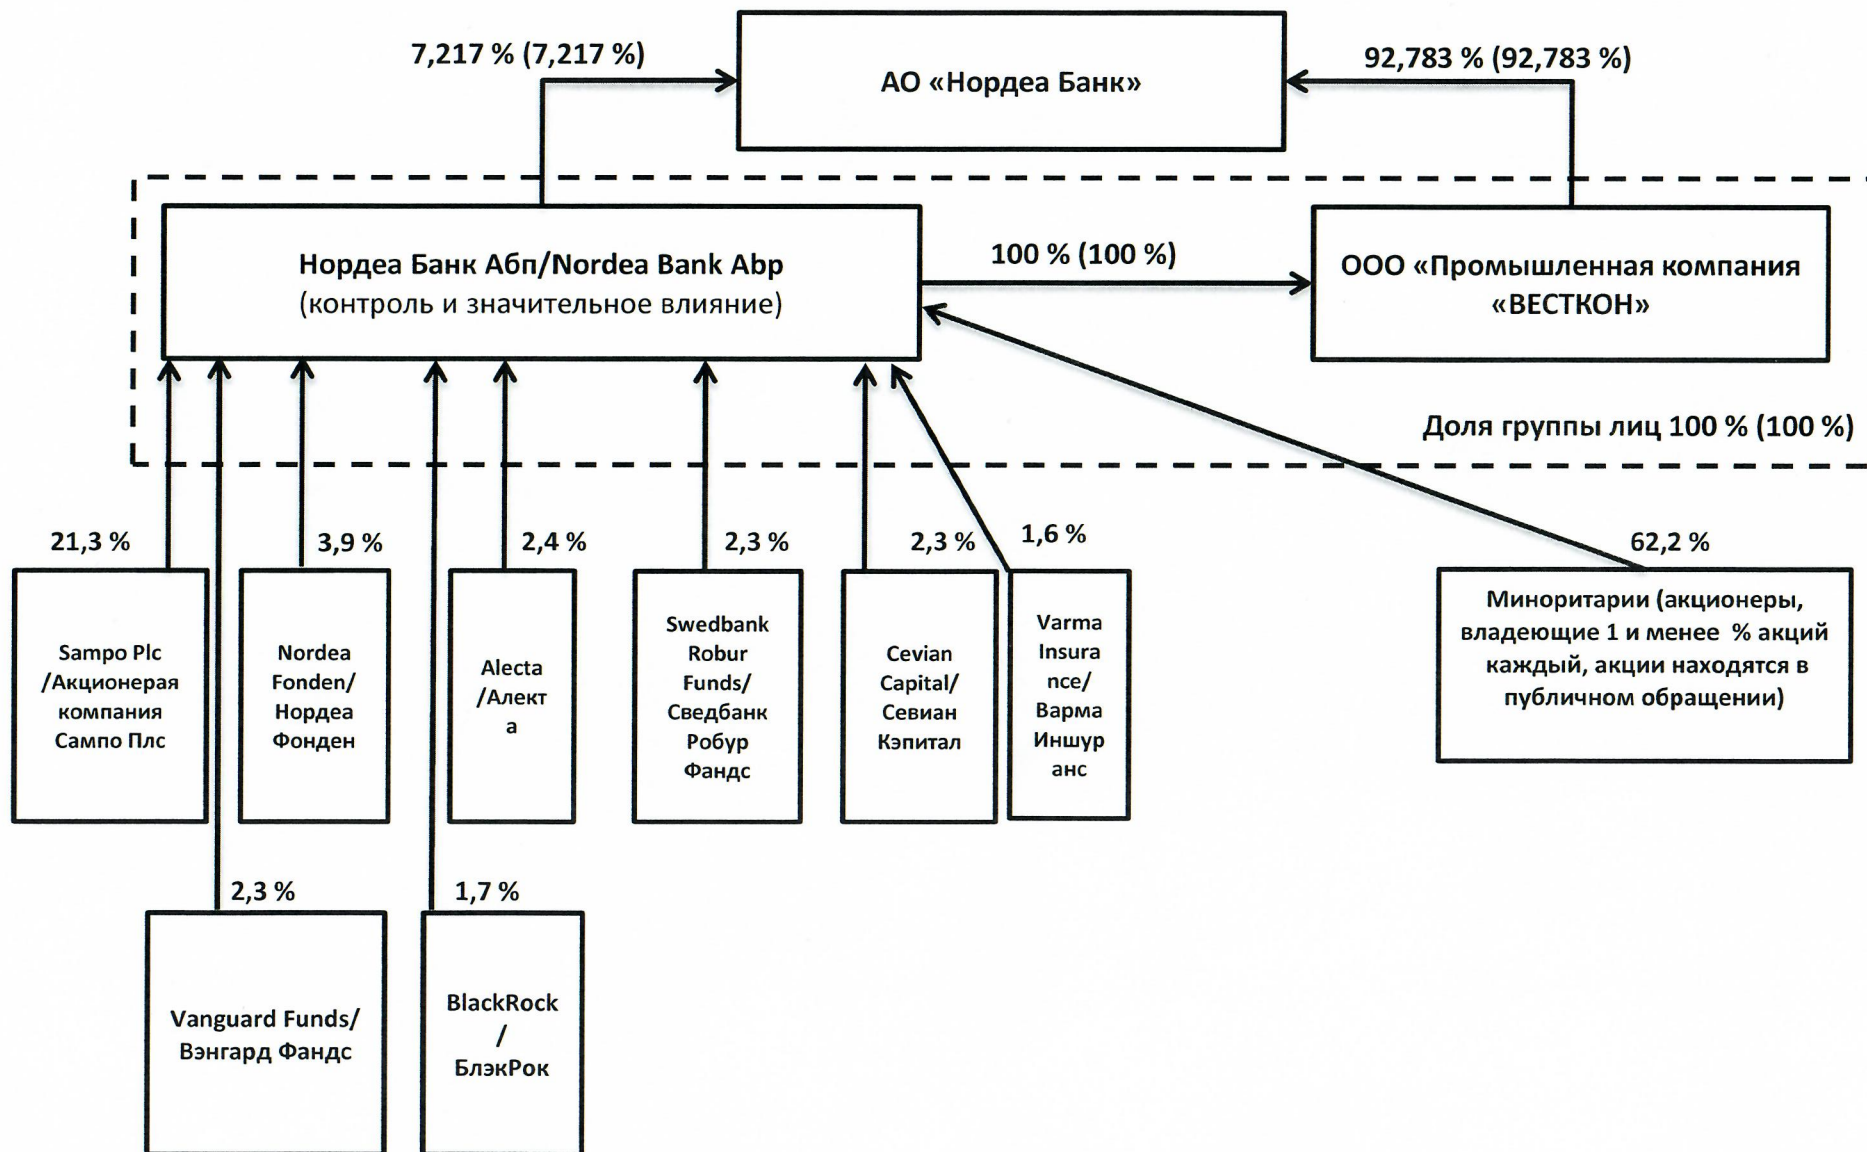 7,217 % (7,217 %)
АО «Нордеа Банк»
92,783 % (92,783 %)
Нордеа Банк Абп/Nordea Bank Abp
(контроль и значительное влияние)
100 % (100 %)
ООО «Промышленная компания
«ВЕСТКОН»
Доля группы лиц 100 % (100 %)
21,3 %
3,9 %
2,4 %
2,3 %
2,3 %
1,6 %
62,2 %
Sampo Plc
/Акционерая
компания
Сампо Плс
Nordea
Fonden/
Нордеа
Фонден
Alecta
/Алект
а
Swedbank
Robur
Funds/
Сведбанк
Робур
Фандс
Cevian
Capital/
Севиан
Кэпитал
Varma
Insura
nce/
Варма
Иншур
анс
Миноритарии (акционеры,
владеющие 1 и менее % акций
каждый, акции находятся в
публичном обращении)
2,3 %
1,7 %
Vanguard Funds/
Вэнгард Фандс
BlackRock
/
БлэкРок